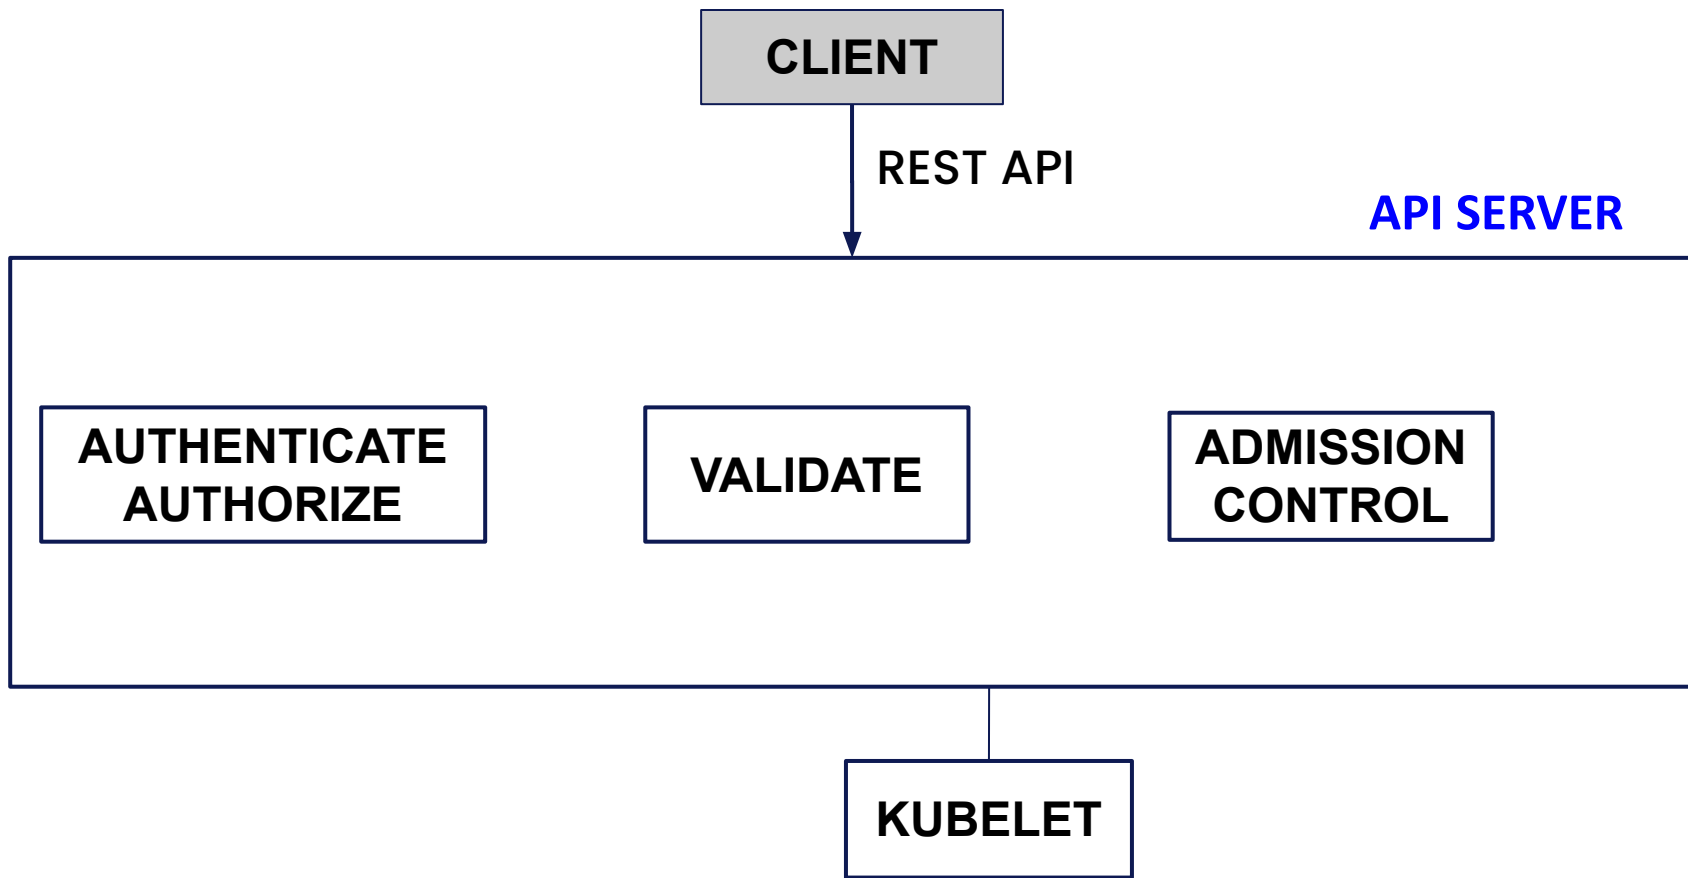 CLIENT
REST API
API SERVER
AUTHENTICATE
AUTHORIZE
VALIDATE
ADMISSION
CONTROL
KUBELET